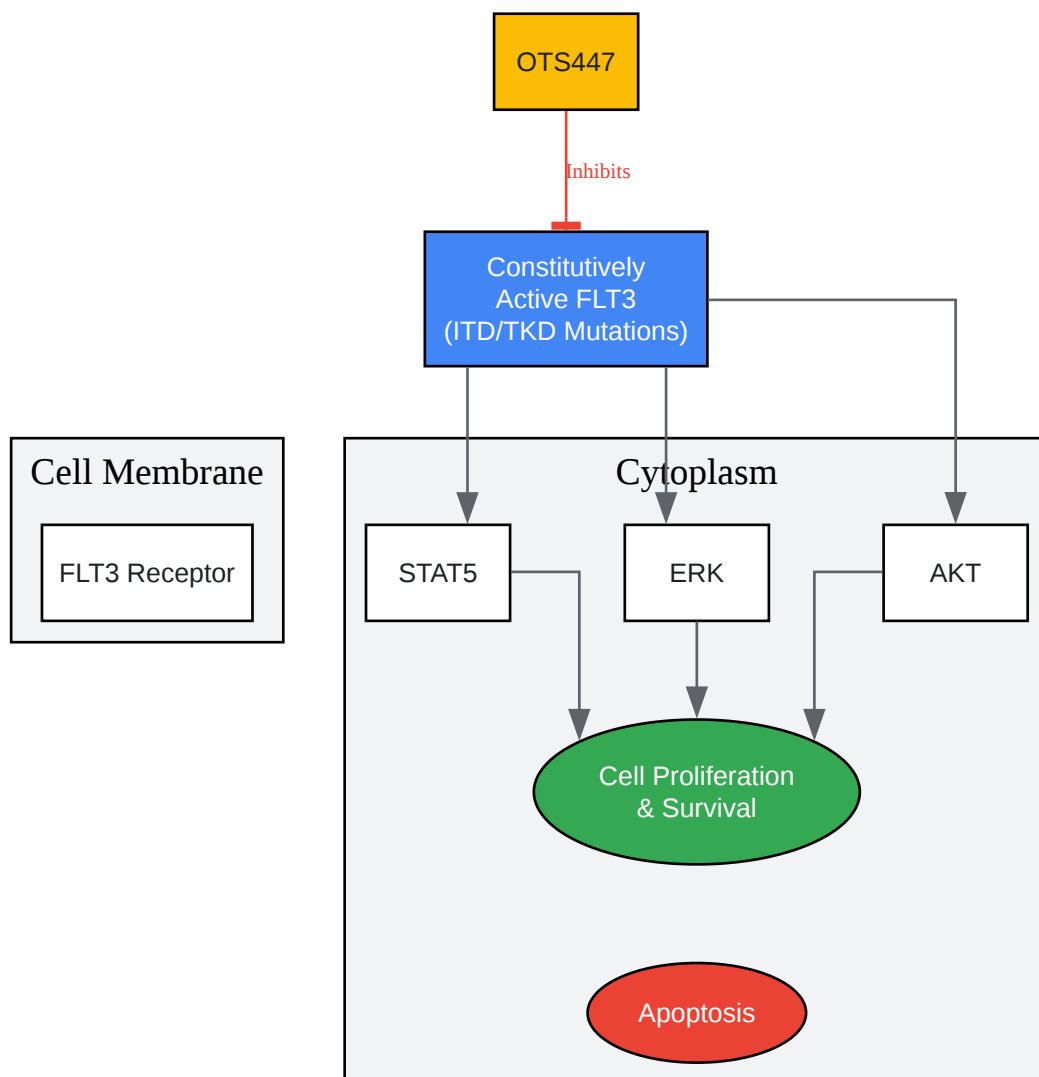 OTS447
Inhibits
Constitutively
Active FLT3
(ITD/TKD Mutations)
Cell Membrane
Cytoplasm
FLT3 Receptor
STAT5
ERK
AKT
Cell Proliferation
& Survival
Apoptosis